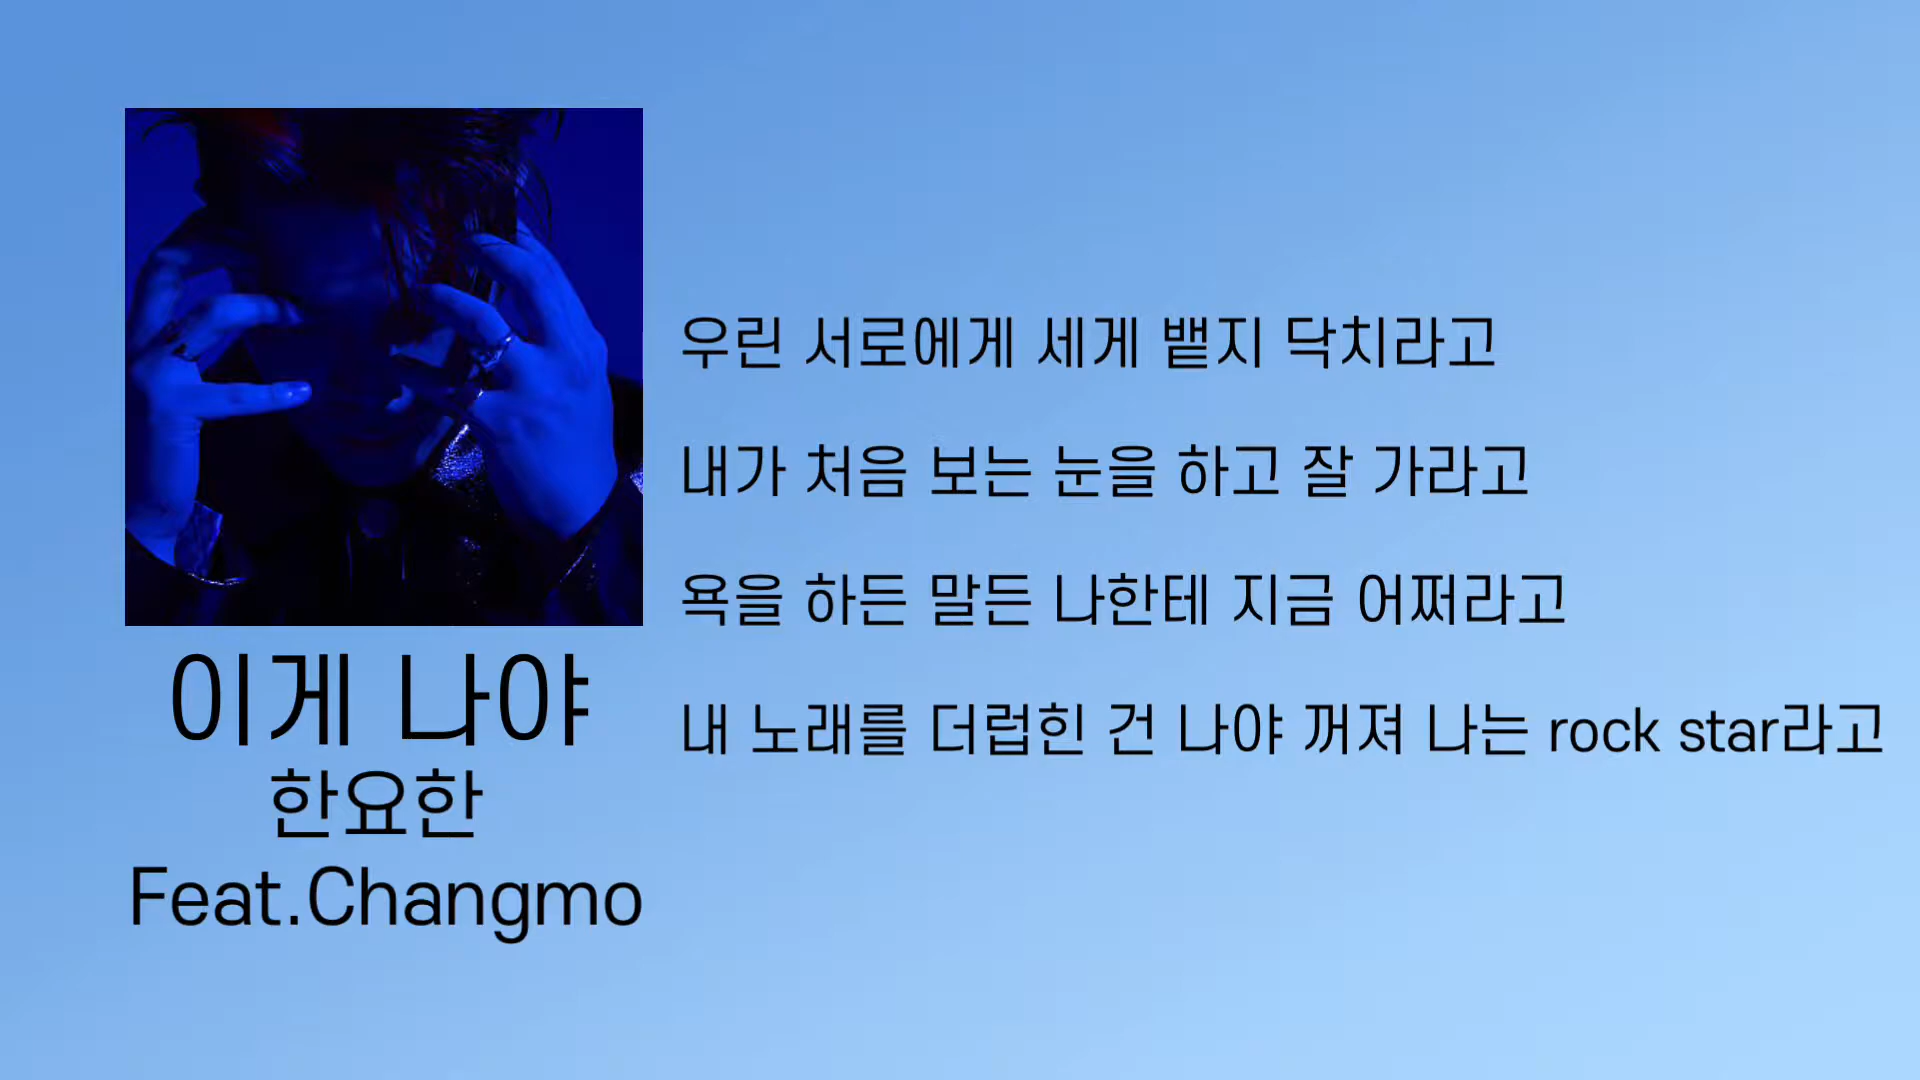 이게 나야
한요한
Feat.Changmo
우린 서로에게 세게 뱉지 닥치라고
내가 처음 보는 눈을 하고 잘 가라고
욕을 하든 말든 나한테 지금 어쩌라고
내 노래를 더럽힌 건 나야 꺼져 나는 rock star라고